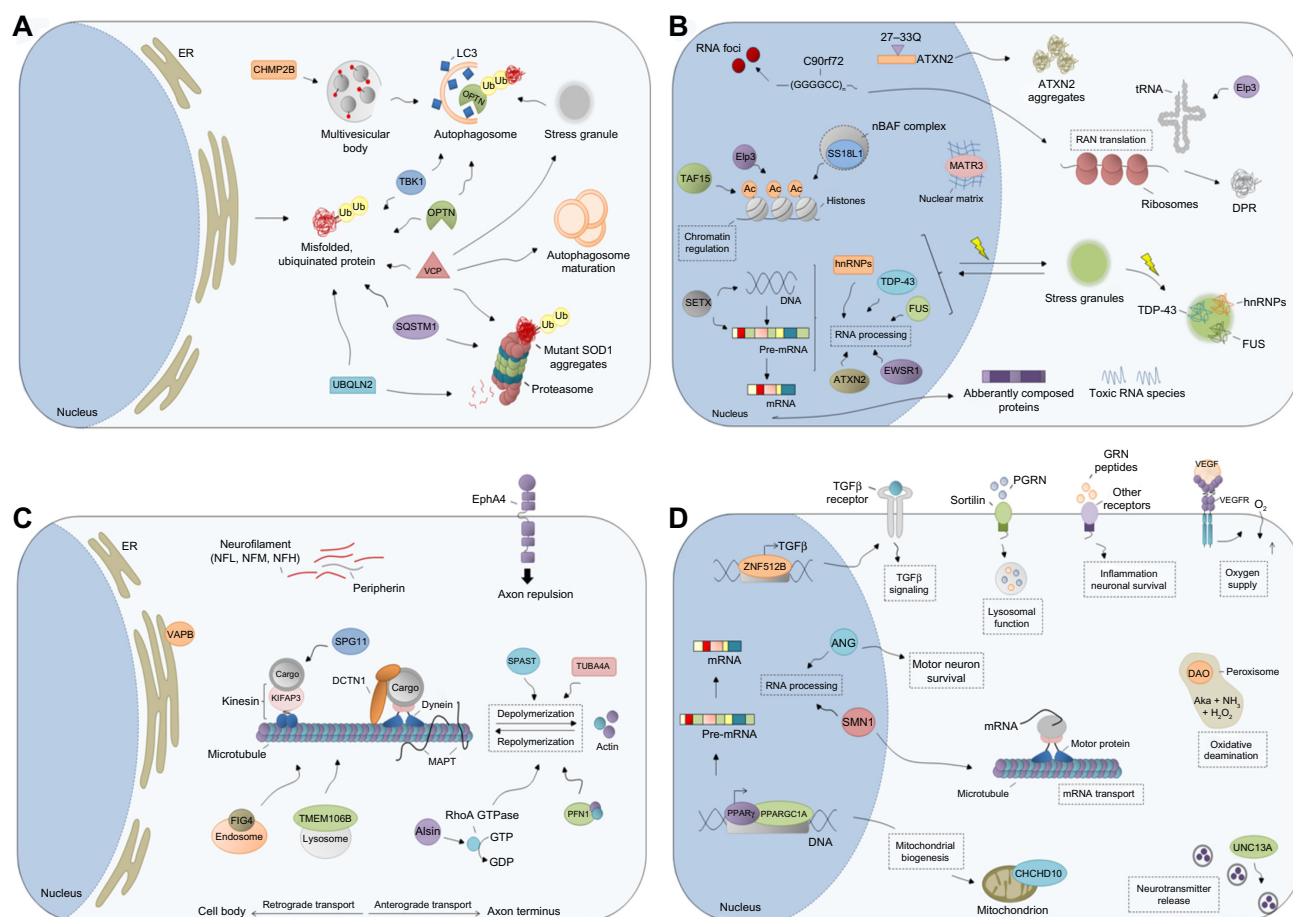 A
ER
CHMP2B
LC3
Ub
Ub
OPTN
Multivesicular
body
Autophagosome
Stress granule
TBK1
Ub
Ub
OPTN
Misfolded,
ubiquinated protein
VCP
Autophagosome
maturation
SQSTM1
Ub
Ub
Mutant SOD1
aggregates
UBQLN2
Proteasome
Nucleus
B
27–33Q
RNA foci
C90rf72
ATXN2
(GGGGCC)n
ATXN2
aggregates
tRNA
Elp3
nBAF complex
RAN translation
Elp3
SS18L1
MATR3
TAF15
Ac
Ac
Ac
Histones
Nuclear matrix
Ribosomes
DPR
Chromatin
regulation
hnRNPs
SETX
TDP-43
DNA
FUS
Stress granules
hnRNPs
TDP-43
RNA processing
Pre-mRNA
FUS
ATXN2
EWSR1
mRNA
Nucleus
Abberantly composed
proteins
Toxic RNA species
C
EphA4
ER
Neurofilament
(NFL, NFM, NFH)
Peripherin
Axon repulsion
VAPB
SPG11
SPAST
TUBA4A
Cargo
DCTN1
Cargo
Kinesin
KIFAP3
Dynein
Depolymerization
Repolymerization
Actin
Microtubule
MAPT
FIG4
Endosome
TMEM106B
Lysosome
RhoA GTPase
PFN1
Alsin
GTP
GDP
Nucleus
Cell body
Retrograde transport
Anterograde transport
Axon terminus
D
TGFβ
receptor
PGRN
Sortilin
GRN
peptides
Other
receptors
VEGF
VEGFR
O2
TGFβ
ZNF512B
TGFβ
signaling
Lysosomal
function
Inflammation
neuronal survival
Oxygen
supply
ANG
mRNA
Motor neuron
survival
RNA processing
DAO
Peroxisome
Aka + NH3
+ H2O2
SMN1
mRNA
Pre-mRNA
Motor protein
Oxidative
deamination
Microtubule
mRNA transport
PPARγ
PPARGC1A
DNA
Mitochondrial
biogenesis
UNC13A
CHCHD10
Neurotransmitter
release
Nucleus
Mitochondrion